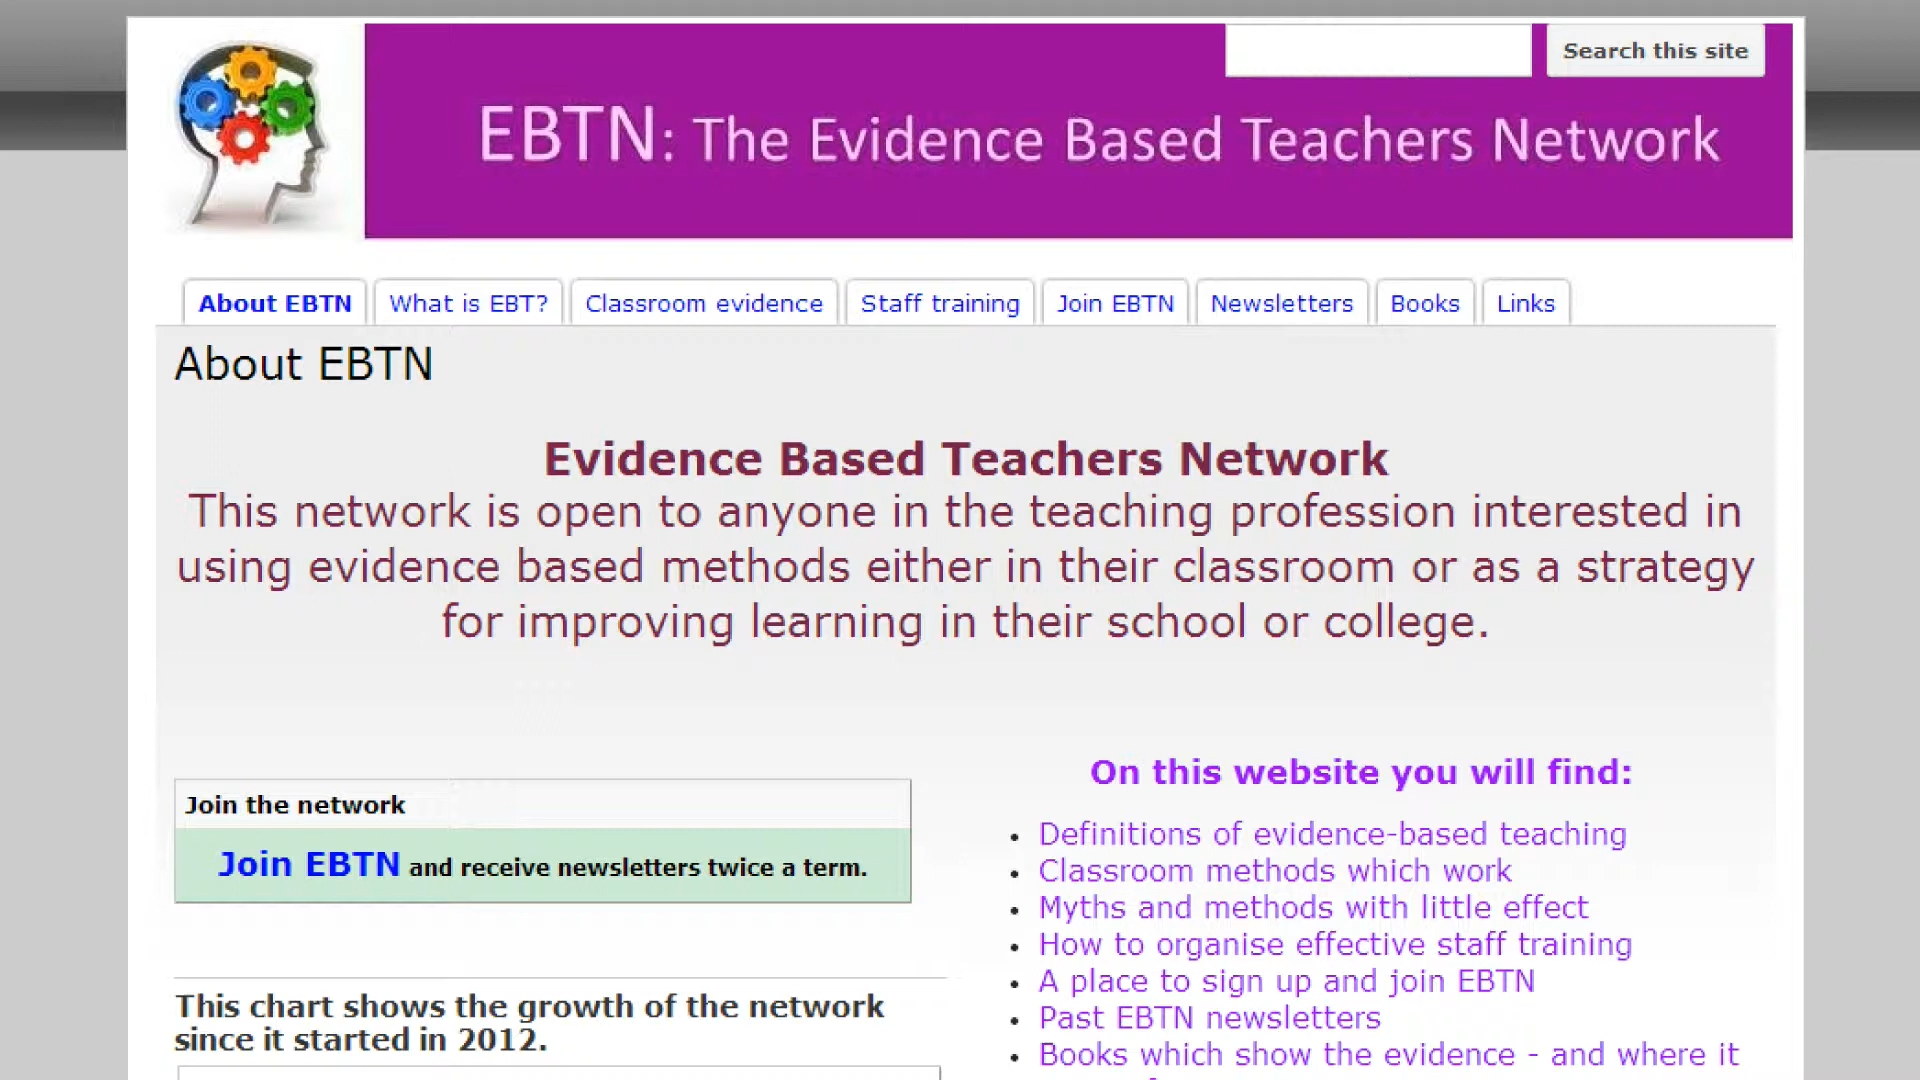 Search this site
EBTN: The Evidence Based Teachers Network
About EBTN
What is EBT?
Classroom evidence
Staff training
Join EBTN
Newsletters
Books
Links
About EBTN
Evidence Based Teachers Network
This network is open to anyone in the teaching profession interested in
using evidence based methods either in their classroom or as a strategy
for improving learning in their school or college.
Join the network
Join EBTN and receive newsletters twice a term.
This chart shows the growth of the network
since it started in 2012.
On this website you will find:
Definitions of evidence-based teaching
Classroom methods which work
Myths and methods with little effect
How to organise effective staff training
A place to sign up and join EBTN
Past EBTN newsletters
Books which show the evidence - and where it